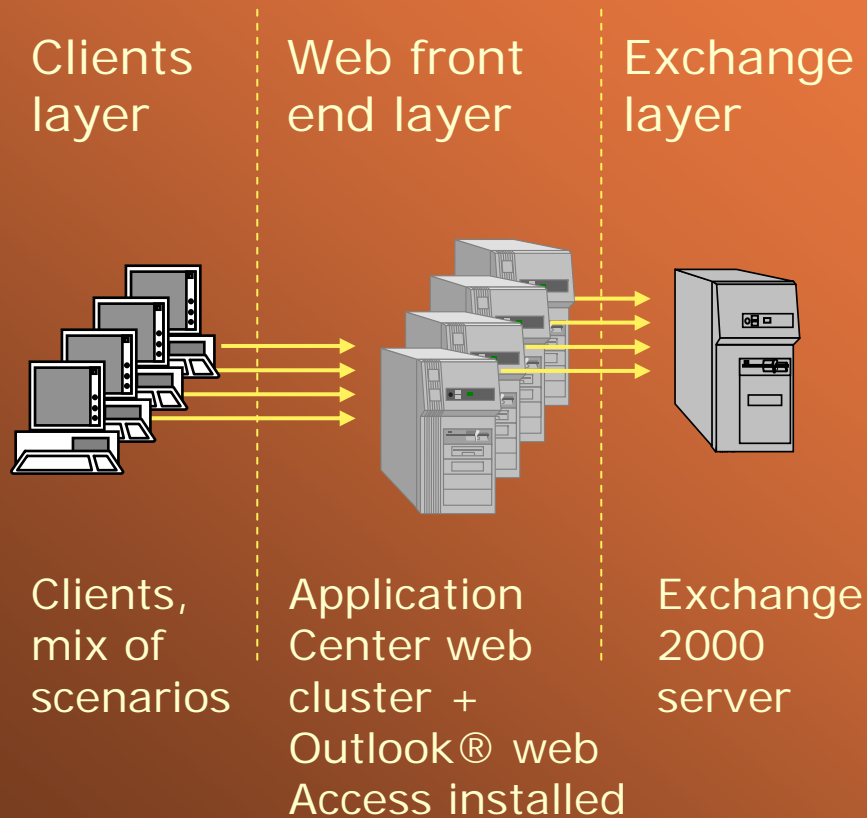 Clients
layer
Web front
end layer
Exchange
layer
Clients,
mix of
scenarios
Application
Center web
cluster +
Outlook® web
Access installed
Exchange
2000
server